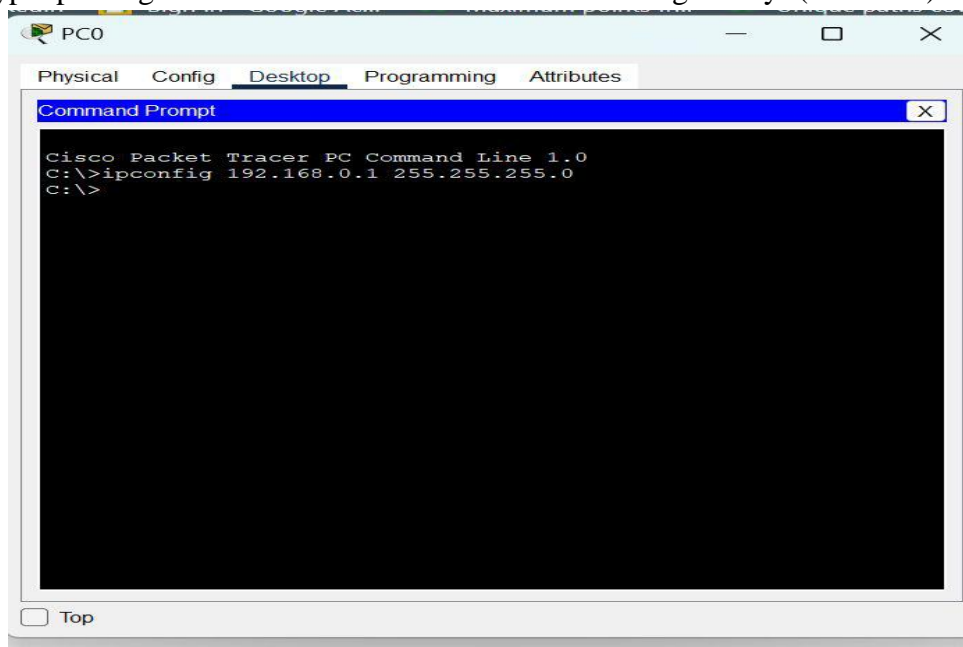 PC0
Physical Config Desktop Programming Attributes
Command Prompt X
Cisco Packet Tracer PC Command Line 1.0
C:\>ipconfig 192.168.0.1 255.255.255.0
C:\>
Top